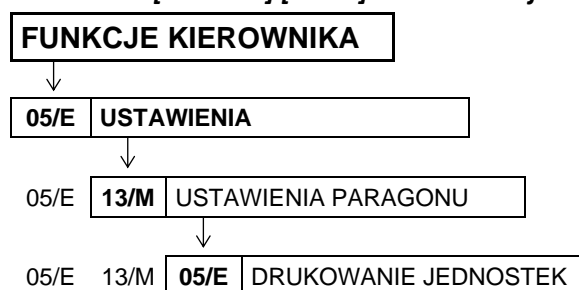 FUNKCJE KIEROWNIKA
05/E USTAWIENIA
05/E 13/M USTAWIENIA PARAGONU
05/E 13/M 05/E DRUKOWANIE JEDNOSTEK